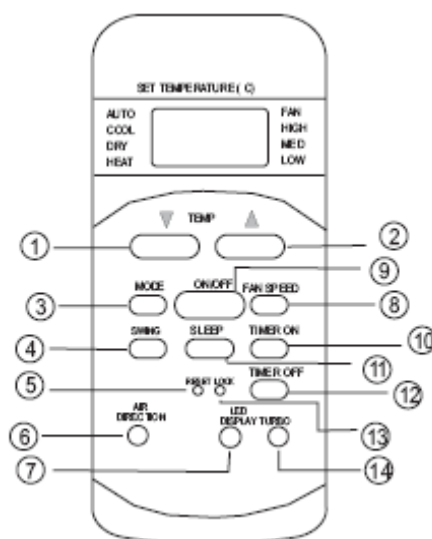 SET TEMPERATURE( C)
AUTO
COOL
DRY
HEAT
FAN
HIGH
MED
LOW
TEMP
1
2
9
MODE
ON/OFF
FAN SPEED
3
8
SWING
SLEEP
TIMER ON
4
10
11
RESET LOCK
TIMER OFF
5
12
AIR
DIRECTION
LED
DISPLAY TURBO
6
13
7
14